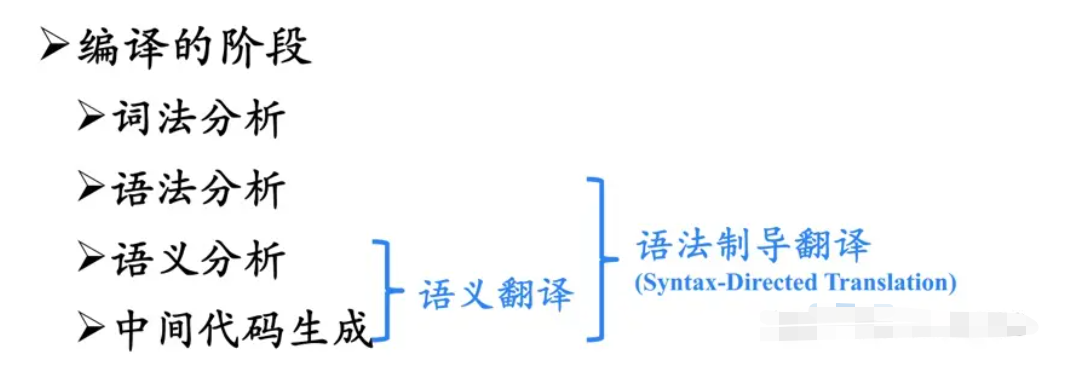 编译的阶段
词法分析
语法分析
语义分析
中间代码生成
语义翻译
语法制导翻译
(Syntax-Directed Translation)